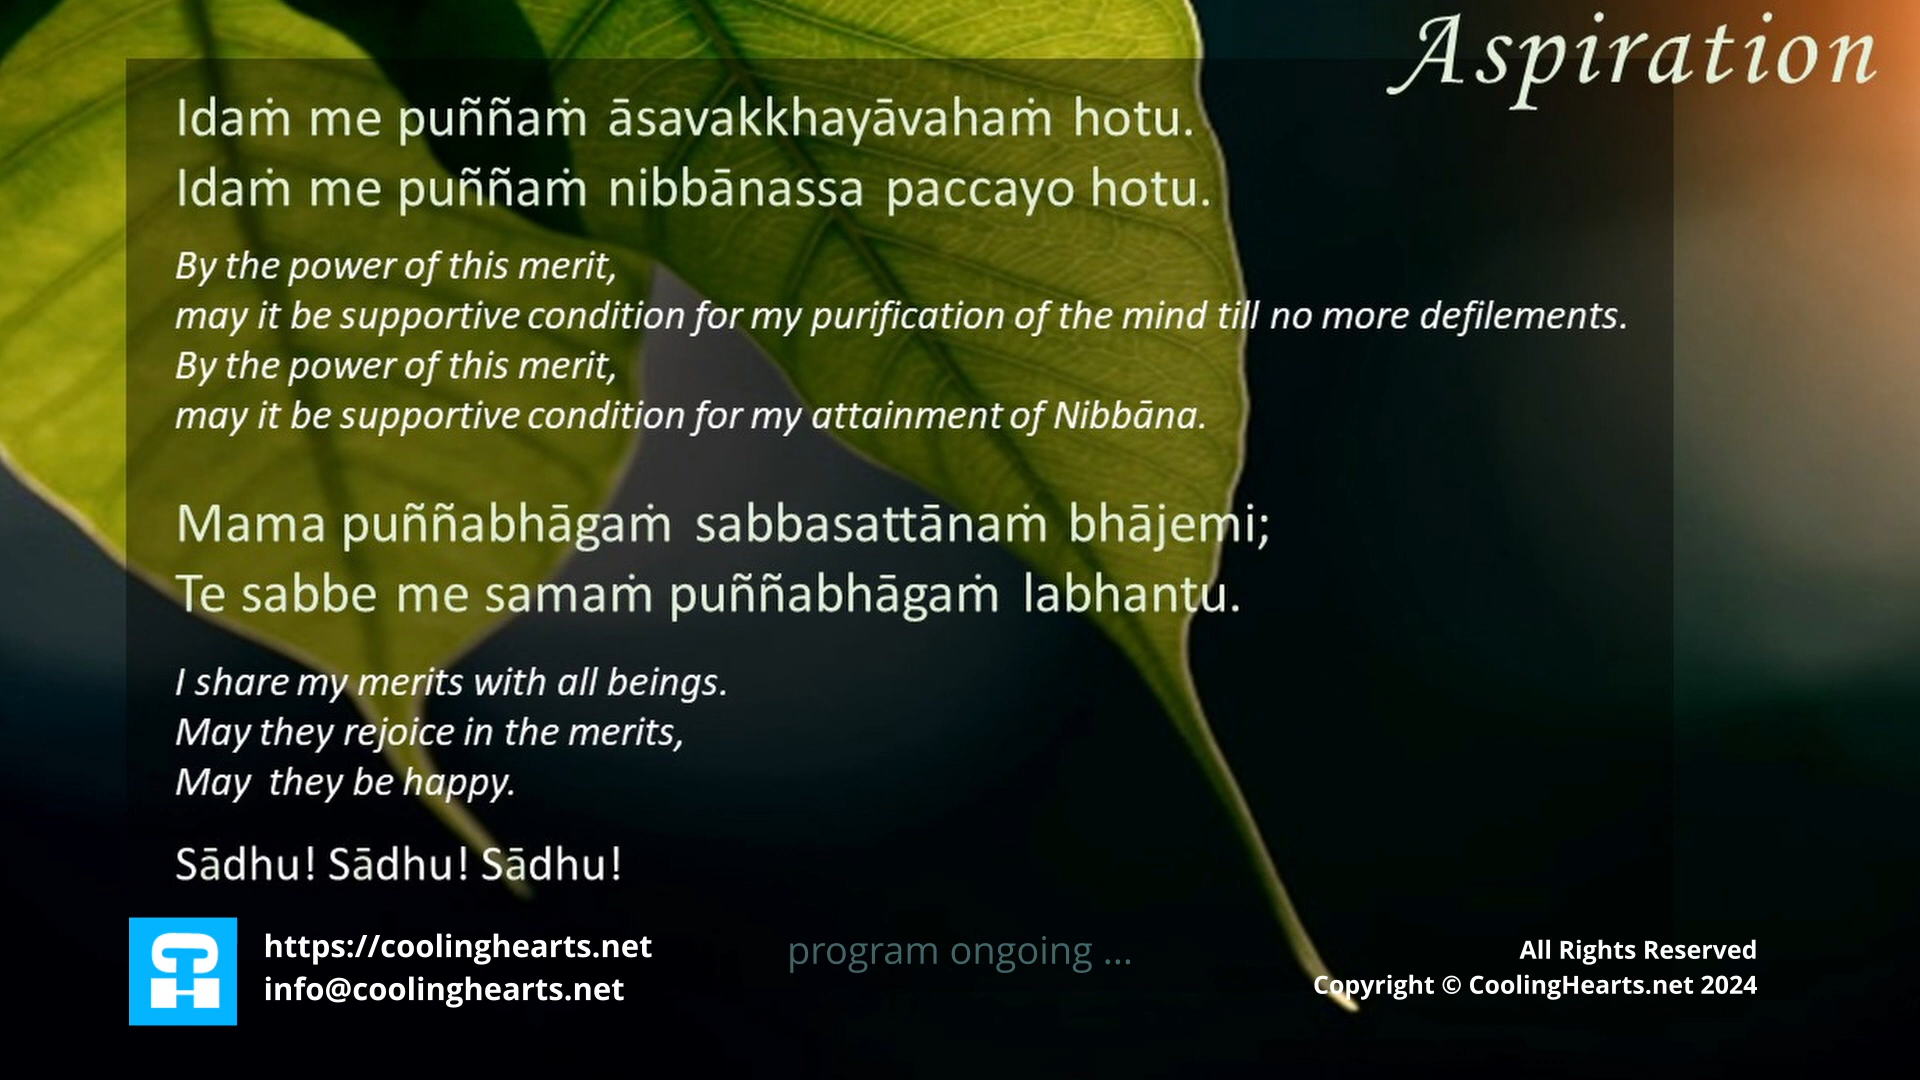 Aspiration
Idaṁ me puññaṁ āsavakkhayāvahaṁ hotu.
Idaṁ me puññaṁ nibbānassa paccayo hotu.
By the power of this merit,
may it be supportive condition for my purification of the mind till no more defilements.
By the power of this merit,
may it be supportive condition for my attainment of Nibbāna.
Mama puññabhāgaṁ sabbasattānaṁ bhājemi;
Te sabbe me samaṁ puññabhāgaṁ labhantu.
I share my merits with all beings.
May they rejoice in the merits,
May they be happy.
Sādhu! Sādhu! Sādhu!
https://coolinghearts.net
info@coolinghearts.net
program ongoing ...
All Rights Reserved
Copyright © CoolingHearts.net 2024